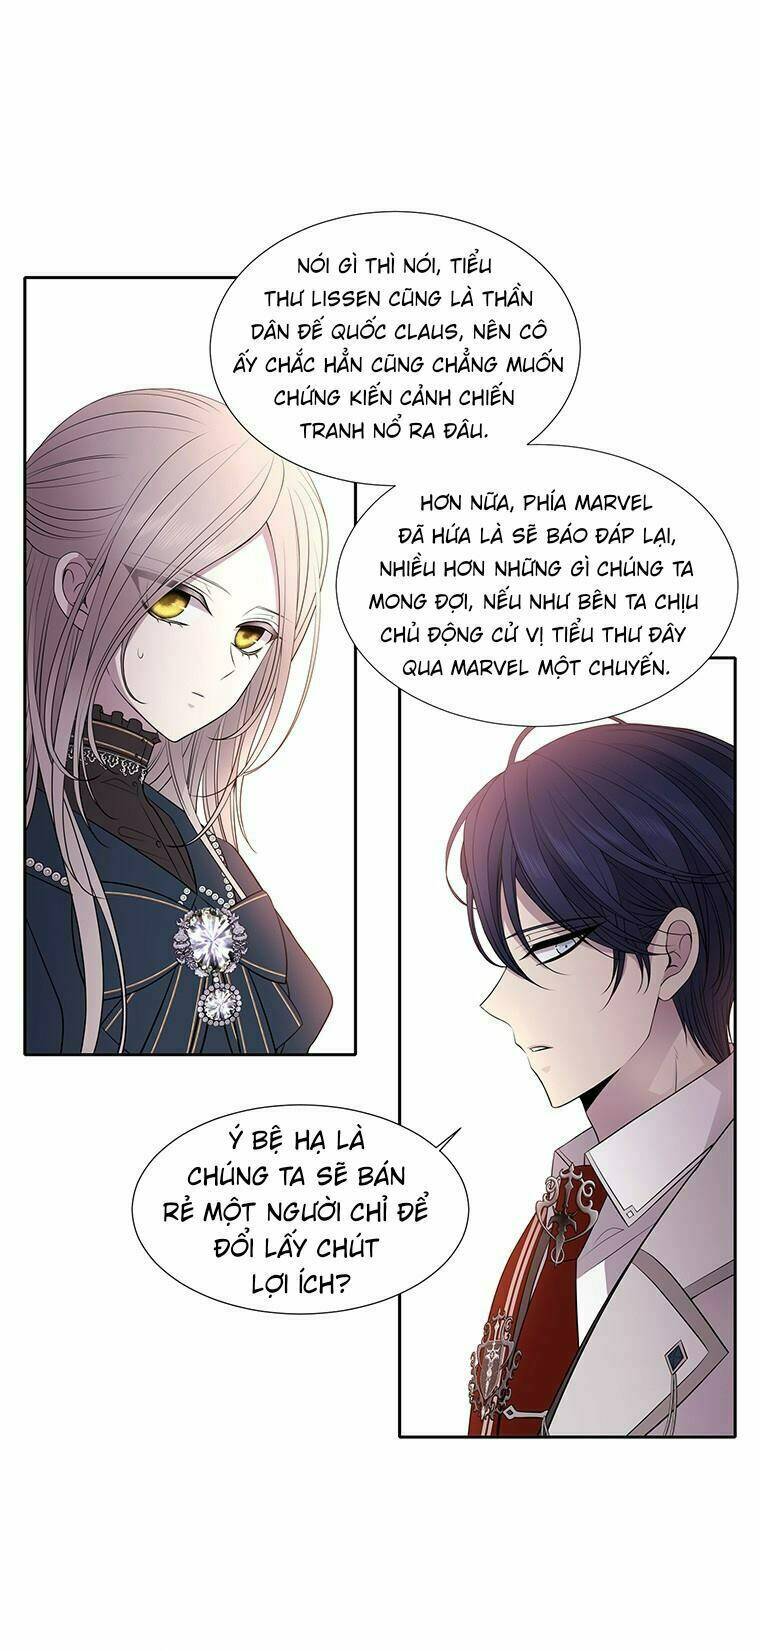 NÓI GÌ THÌ NÓI, TIỂU
THƯ LISSEN CŨNG LÀ THẦN
DÂN ĐẾ QUỐC CLAUS, NÊN CÔ
ẤY CHẮC HẲN CŨNG CHẲNG MUỐN
CHỨNG KIẾN CẢNH CHIẾN
TRANH NỔ RA ĐÂU.
HƠN NỮA, PHÍA MARVEL
ĐÃ HỨA LÀ SẼ BÁO ĐÁP LẠI,
NHIỀU HƠN NHỮNG GÌ CHÚNG TA
MONG ĐỢI, NẾU NHƯ BÊN TA CHỊU
CHỦ ĐỘNG CỬ VỊ TIỂU THƯ ĐÂY
QUA MARVEL MỘT CHUYẾN.
Ý BỆ HẠ LÀ
CHÚNG TA SẼ BÁN
RẺ MỘT NGƯỜI CHỈ ĐỂ
ĐỔI LẤY CHÚT
LỢI ÍCH?